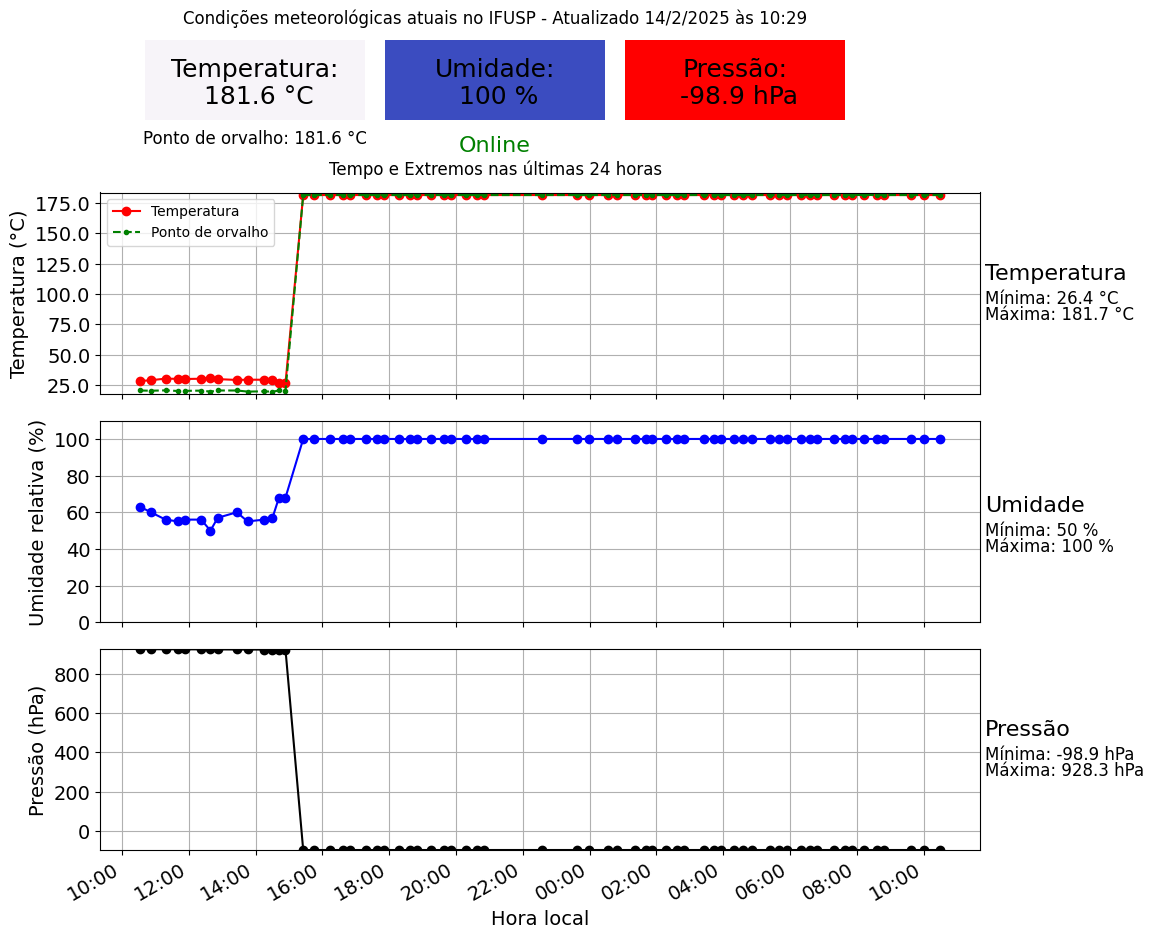 Condições meteorológicas atuais no IFUSP - Atualizado 14/2/2025 às 10:29
Temperatura:
181.6 °C
Umidade:
100 %
Pressão:
-98.9 hPa
Ponto de orvalho: 181.6 °C
Online
Tempo e Extremos nas últimas 24 horas
Temperatura (°C)
175.0
150.0
125.0
100.0
75.0
50.0
25.0
Temperatura
Ponto de orvalho
Temperatura
Mínima: 26.4 °C
Máxima: 181.7 °C
Umidade relativa (%)
100
80
60
40
20
0
Umidade
Mínima: 50 %
Máxima: 100 %
Pressão (hPa)
800
600
400
200
0
Pressão
Mínima: -98.9 hPa
Máxima: 928.3 hPa
10:00 12:00 14:00 16:00 18:00 20:00 22:00 00:00 02:00 04:00 06:00 08:00 10:00
Hora local